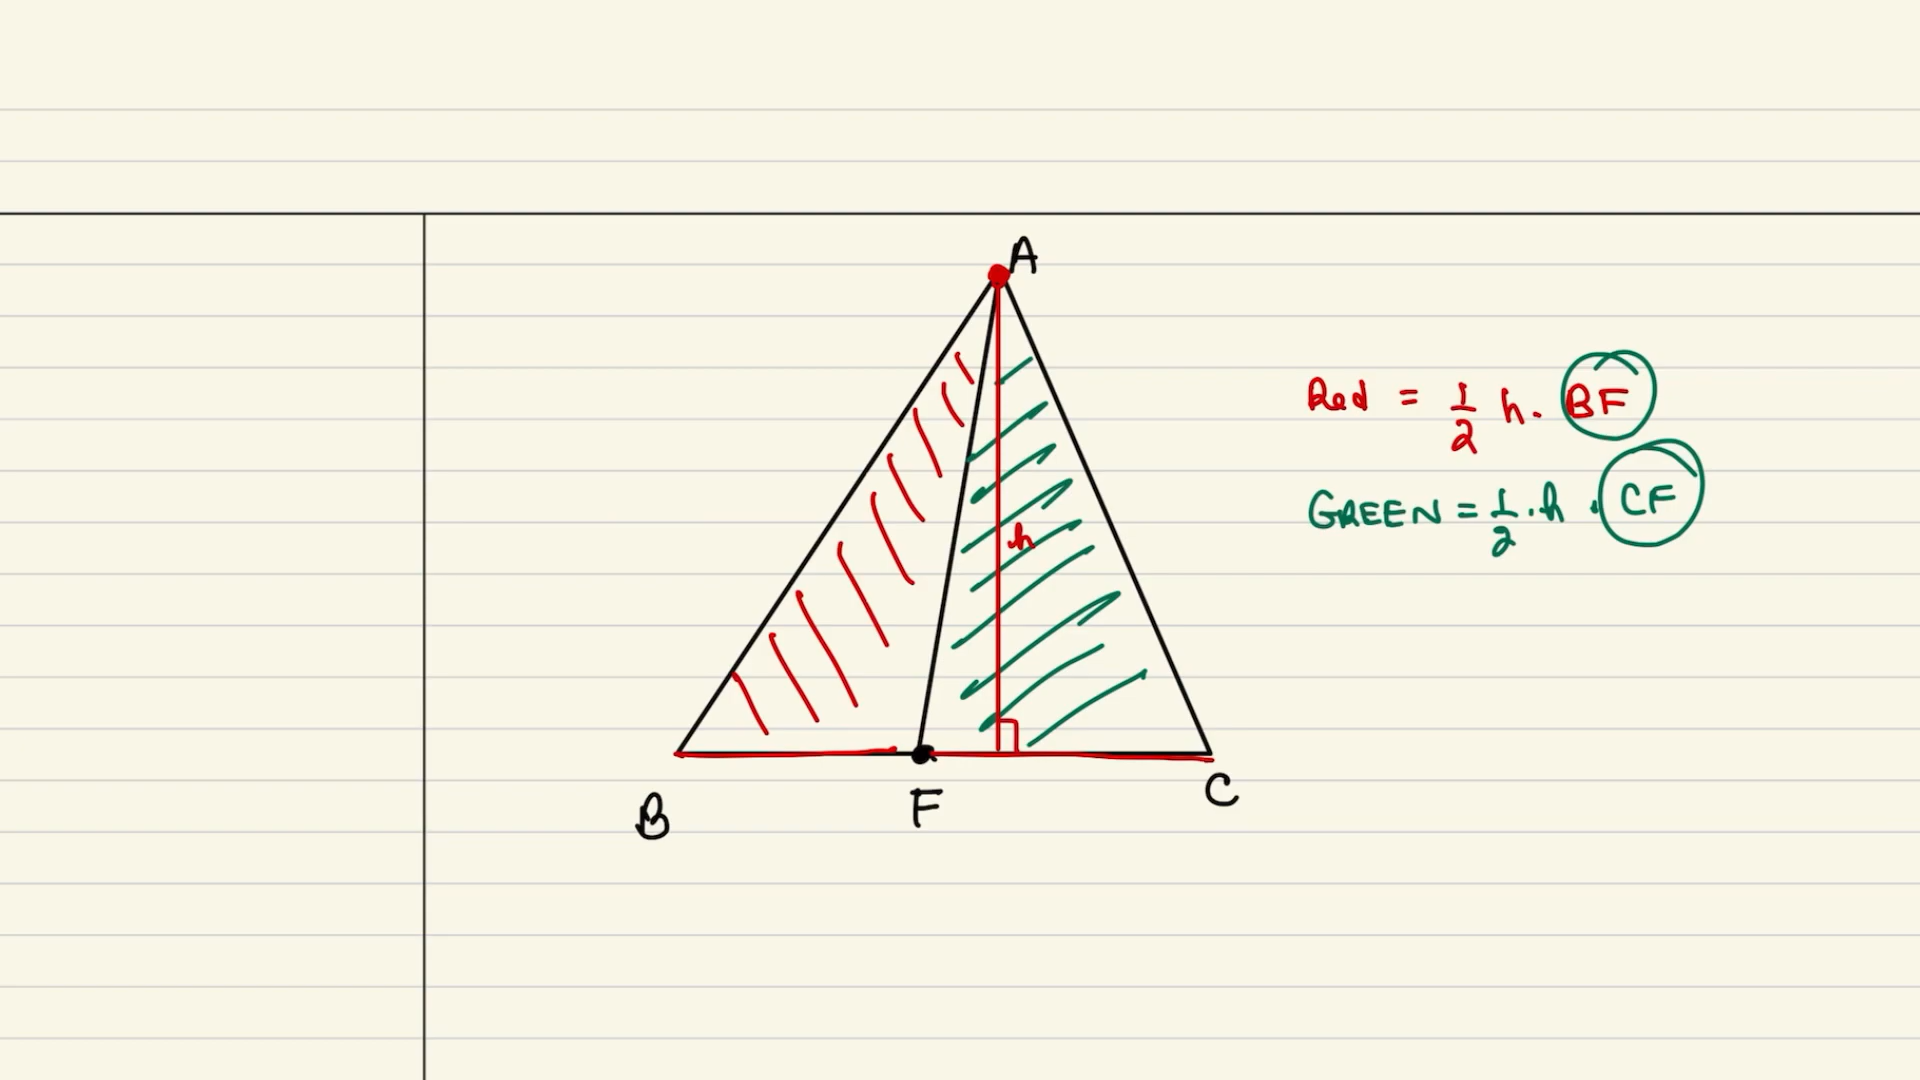 A
Red = 1/2 h. BF
GREEN = 1/2 . h . CF
h
B F C